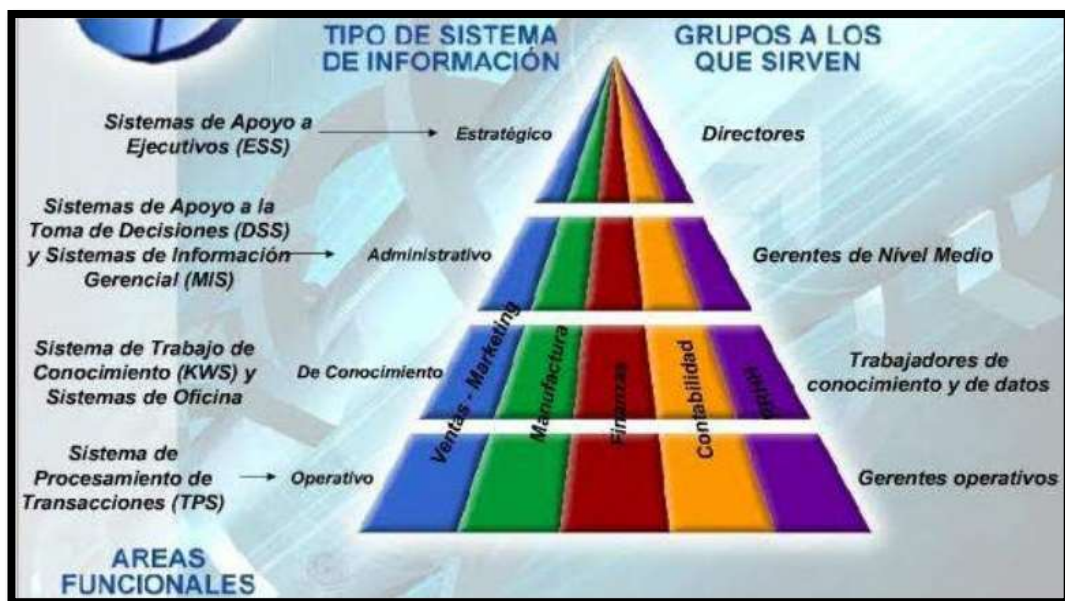 TIPO DE SISTEMA
DE INFORMACIÓN
GRUPOS A LOS
QUE SIRVEN
Sistemas de Apoyo a
Ejecutivos (ESS)
Estratégico
Directores
Sistemas de Apoyo a la
Toma de Decisiones (DSS)
y Sistemas de Información
Gerencial (MIS)
Administrativo
Gerentes de Nivel Medio
Sistema de Trabajo de
Conocimiento (KWS) y
Sistemas de Oficina
De Conocimiento
Trabajadores de
conocimiento y de datos
Sistema de
Procesamiento de
Transacciones (TPS)
Operativo
Gerentes operativos
Ventas - Marketing
Manufactura
Finanzas
Contabilidad
RRHH
AREAS
FUNCIONALES